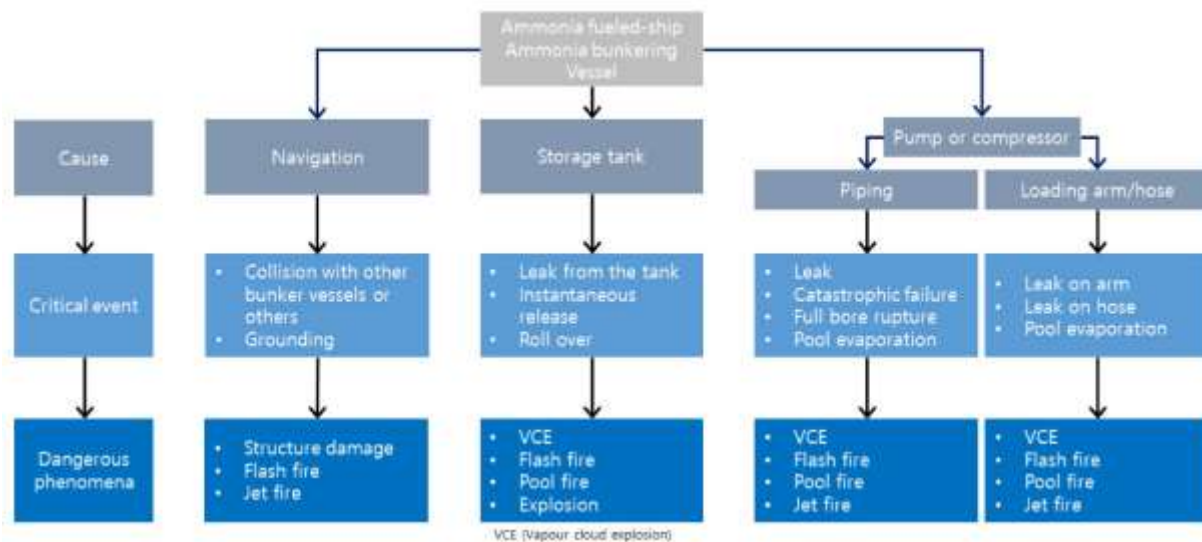 Ammonia fueled-ship
Ammonia bunkering
Vessel
Cause
Navigation
Storage tank
Pump or compressor
Piping
Loading arm/hose
Critical event
• Collision with other
bunker vessels or
others
• Grounding
• Leak from the tank
• Instantaneous
release
• Roll over
• Leak
• Catastrophic failure
• Full bore rupture
• Pool evaporation
• Leak on arm
• Leak on hose
• Pool evaporation
Dangerous
phenomena
• Structure damage
• Flash fire
• Jet fire
• VCE
• Flash fire
• Pool fire
• Explosion
• VCE
• Flash fire
• Pool fire
• Jet fire
• VCE
• Flash fire
• Pool fire
• Jet fire
VCE (Vapour cloud explosion)